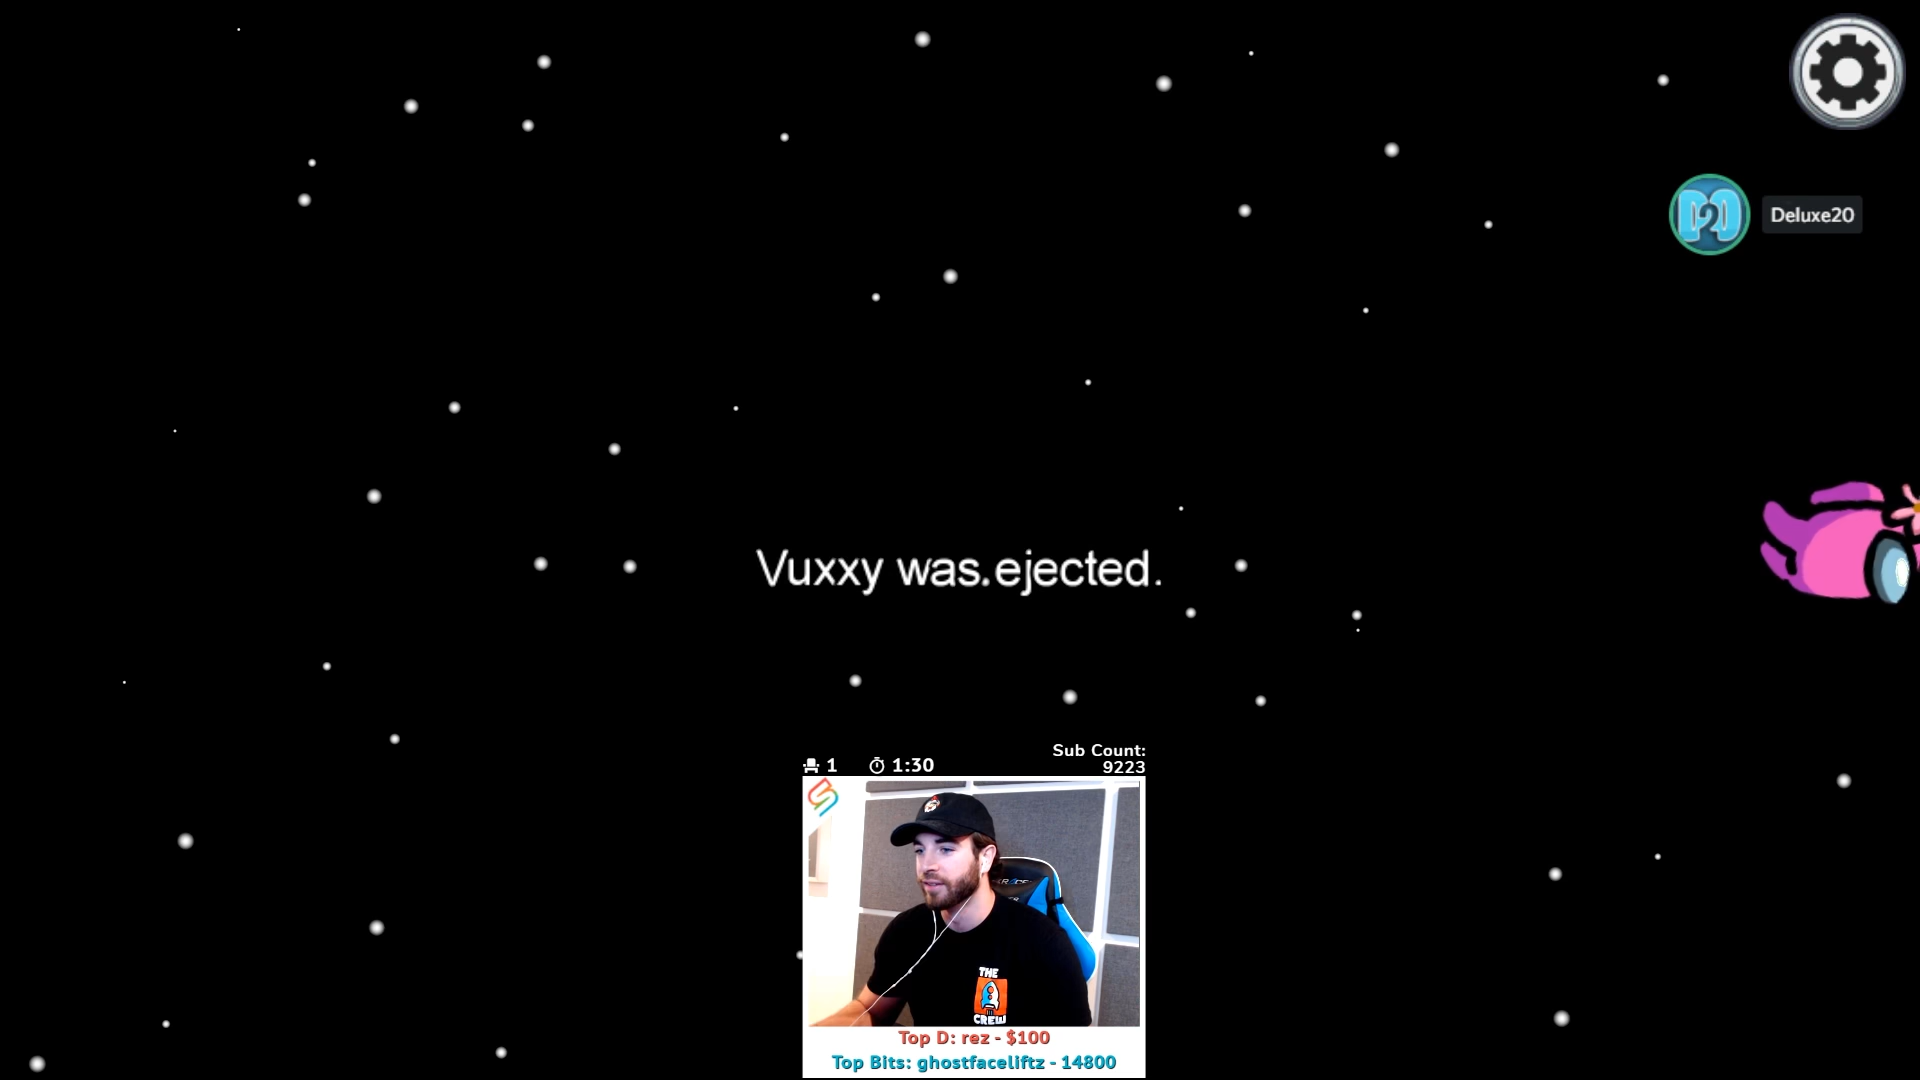 Deluxe20
Vuxxy was ejected.
1
1:30
Sub Count:
9223
THE
CREW
Top D: rez - $100
Top Bits: ghostfaceliftz - 14800